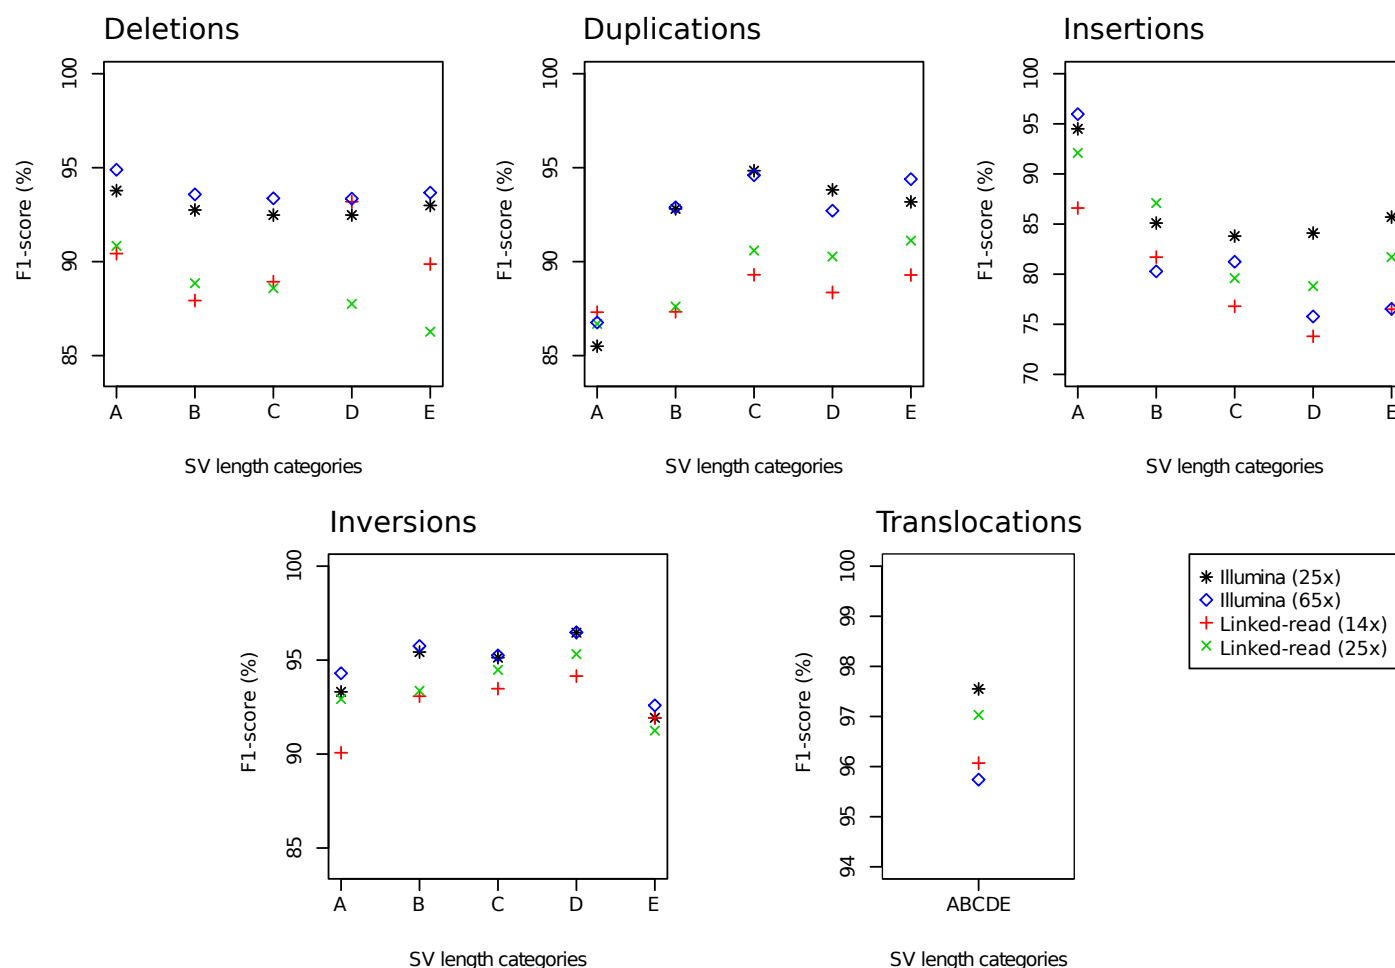 Deletions
Duplications
Insertions
F1-score (%)
100
95
90
85
A B C D E
SV length categories
F1-score (%)
100
95
90
85
A B C D E
SV length categories
F1-score (%)
100
95
90
85
80
75
70
A B C D E
SV length categories
Inversions
Translocations
F1-score (%)
100
95
90
85
A B C D E
SV length categories
F1-score (%)
100
99
98
97
96
95
94
ABCDE
SV length categories
Illumina (25x)
Illumina (65x)
Linked-read (14x)
Linked-read (25x)